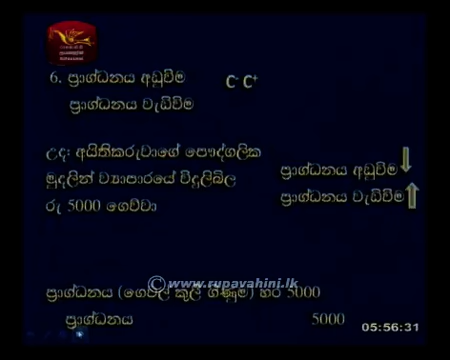 6. ප්‍රාග්ධනය අඩුවීම C⁻ C⁺
ප්‍රාග්ධනය වැඩිවීම
උදා: අයිතිකරුවාගේ පෞද්ගලික
මුදලින් ව්‍යාපාරයේ විදුලිබිල
රු 5000 ගෙව්වා
ප්‍රාග්ධනය අඩුවීම ↓
ප්‍රාග්ධනය වැඩිවීම ↑
© www.rupavahini.lk
ප්‍රාග්ධනය හර 5000
ප්‍රාග්ධනය 5000
05:56:31